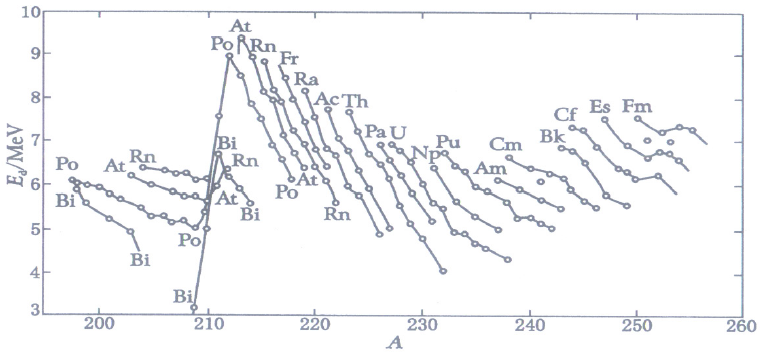 10
9
8
7
6
5
4
3
E_d/MeV
At
Po
Rn
Fr
Ra
Ac
Th
Pa
U
Np
Pu
Am
Cm
Bk
Cf
Es
Fm
Po
At
Rn
Bi
Rn
At
Bi
Bi
Po
Bi
Bi
Po
At
Rn
200
210
220
230
240
250
260
A